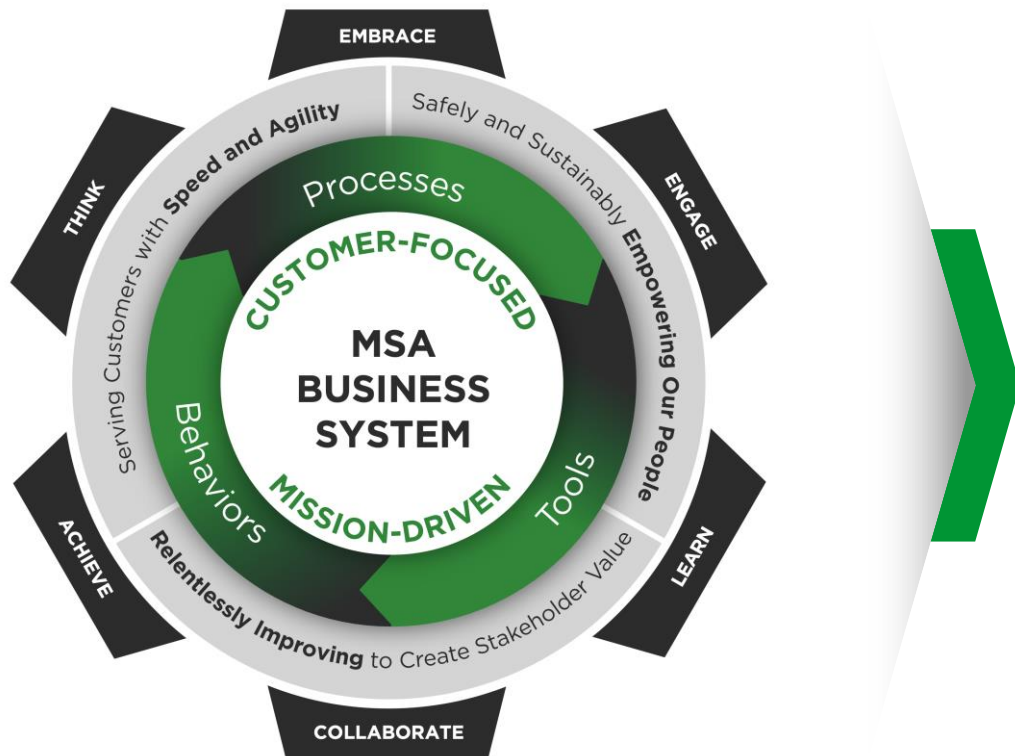 EMBRACE
ENGAGE
LEARN
COLLABORATE
ACHIEVE
THINK
Serving Customers with Speed and Agility
Safely and Sustainably Empowering Our People
Relentlessly Improving to Create Stakeholder Value
Processes
Tools
Behaviors
CUSTOMER-FOCUSED
MSA
BUSINESS
SYSTEM
MISSION-DRIVEN